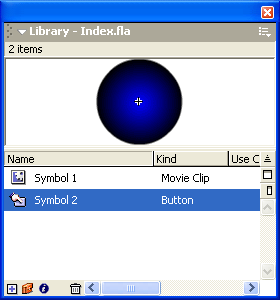 Library - Index.fla
2 items
Name Kind Use C
Symbol 1 Movie Clip
Symbol 2 Button